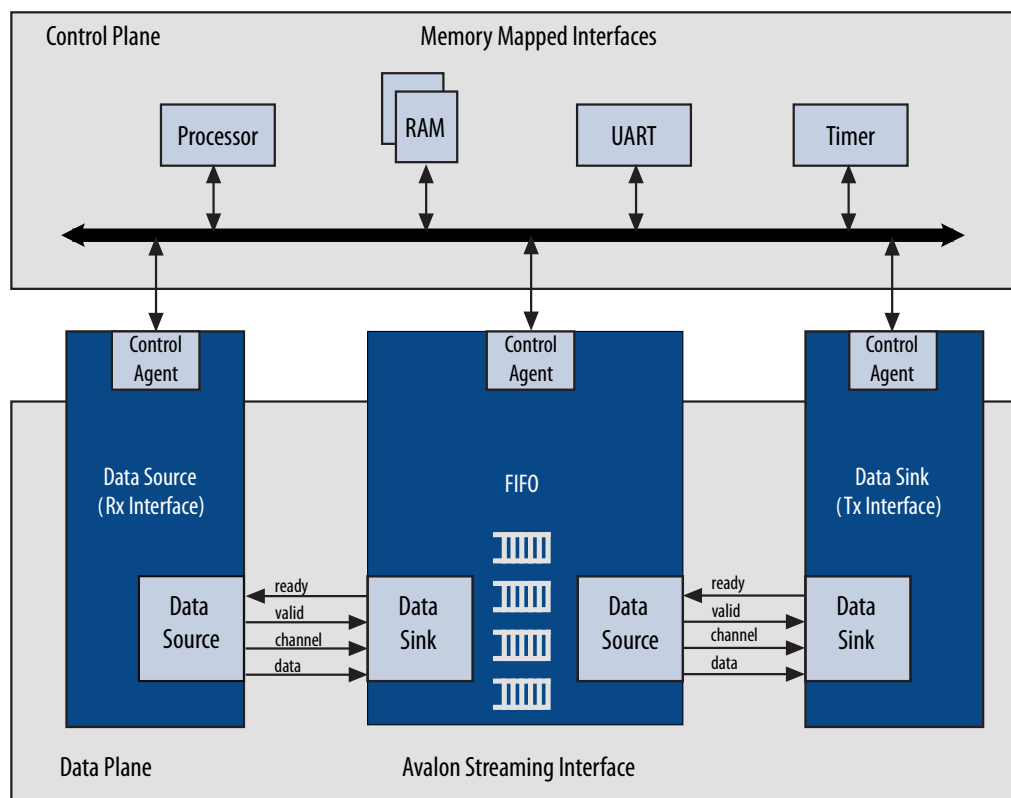 Control Plane
Memory Mapped Interfaces
Processor
RAM
UART
Timer
Control
Agent
Control
Agent
Control
Agent
Data Source
(Rx Interface)
FIFO
Data Sink
(Tx Interface)
Data
Source
ready
valid
channel
data
Data
Sink
Data
Source
ready
valid
channel
data
Data
Sink
Data Plane
Avalon Streaming Interface